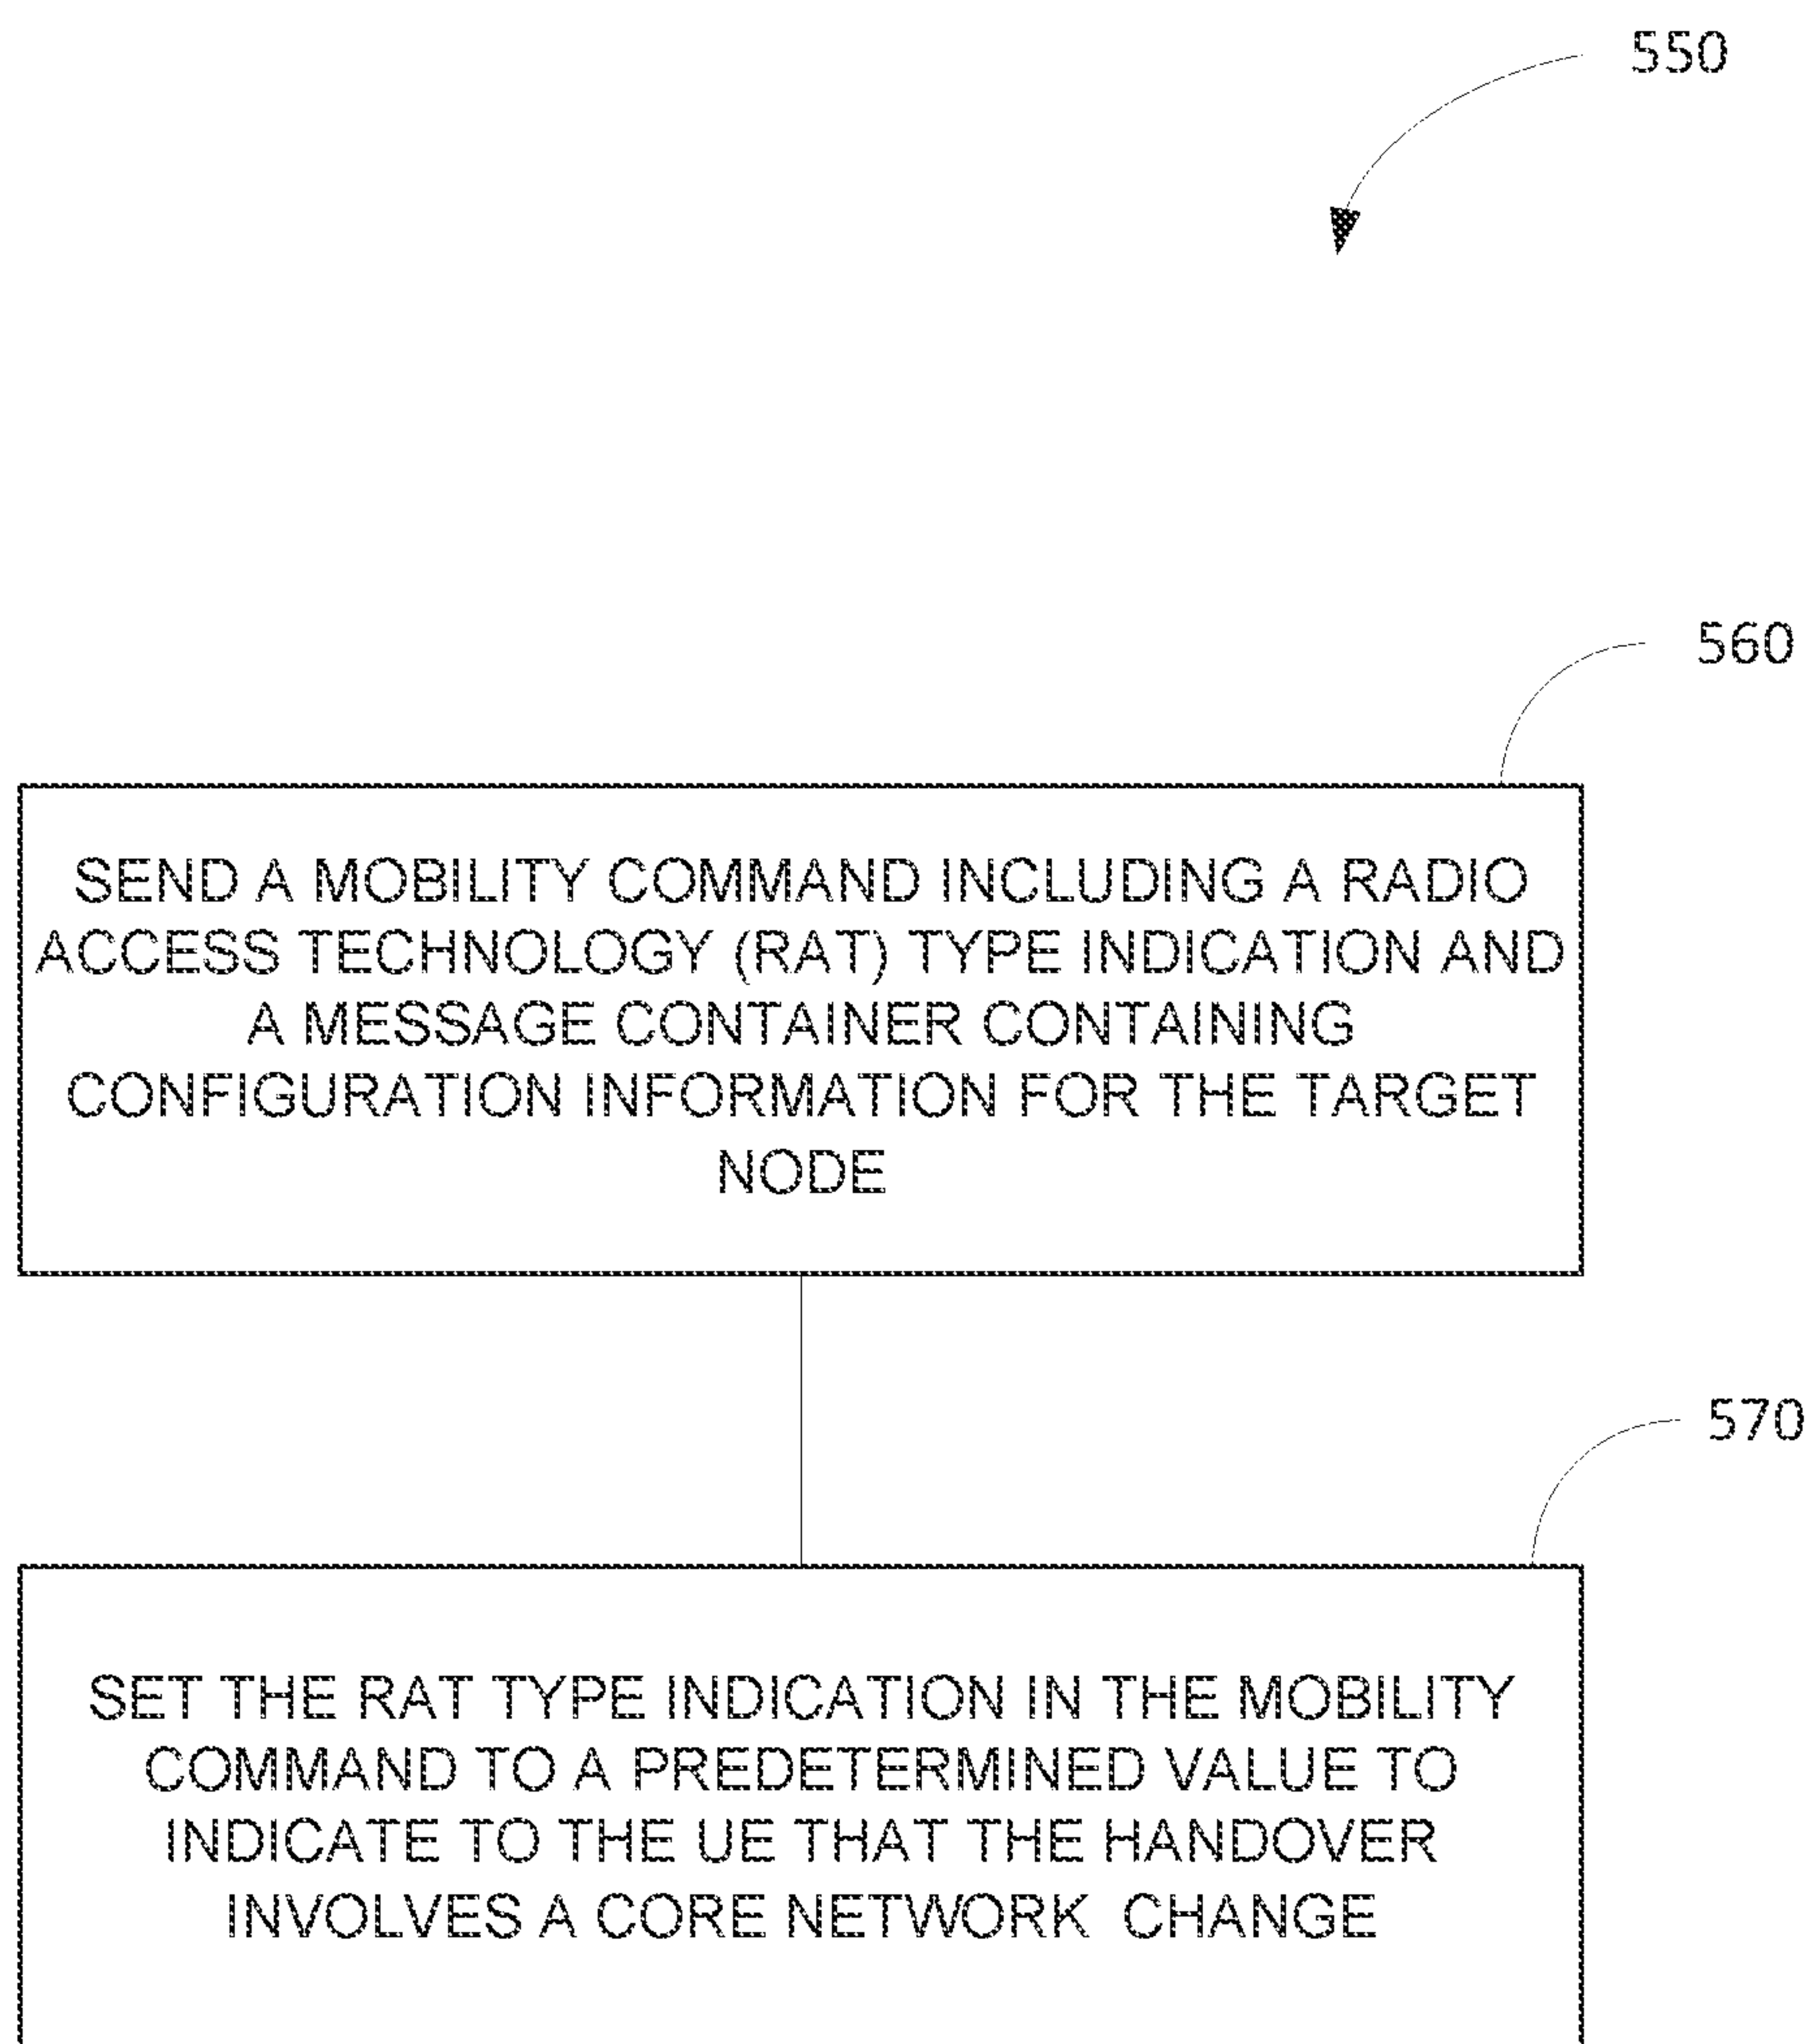 550
560
SEND A MOBILITY COMMAND INCLUDING A RADIO
ACCESS TECHNOLOGY (RAT) TYPE INDICATION AND
A MESSAGE CONTAINER CONTAINING
CONFIGURATION INFORMATION FOR THE TARGET
NODE
570
SET THE RAT TYPE INDICATION IN THE MOBILITY
COMMAND TO A PREDETERMINED VALUE TO
INDICATE TO THE UE THAT THE HANDOVER
INVOLVES A CORE NETWORK CHANGE